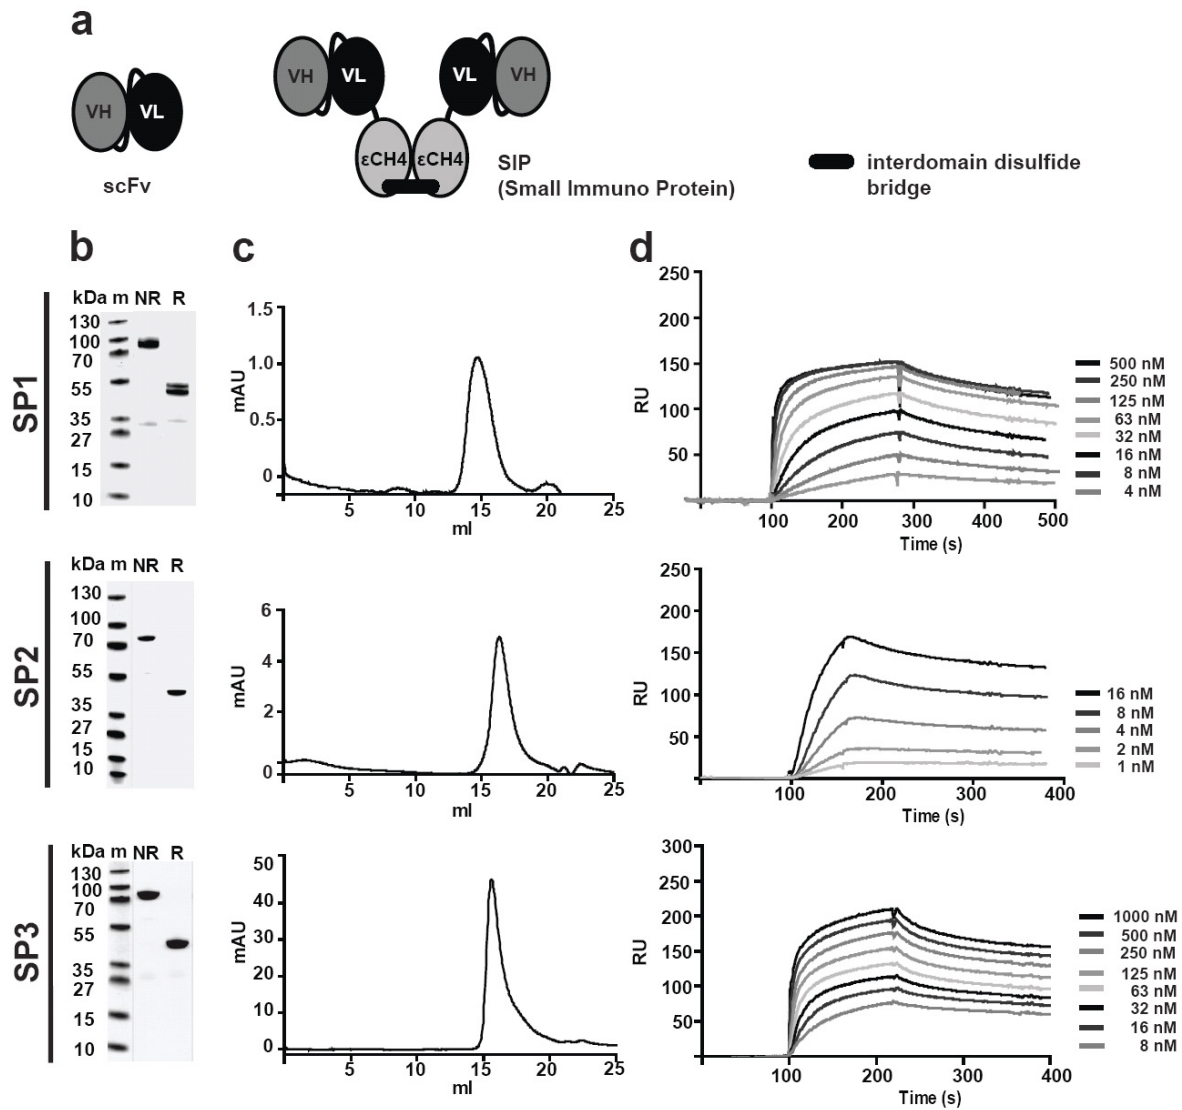 a
VH
VL
scFv
VH
VL
VL
VH
εCH4
εCH4
SIP
(Small Immuno Protein)
interdomain disulfide
bridge
b
c
d
SP1
kDa m NR R
130
100
70
55
35
27
15
10
mAU
1.5
1.0
0.5
0
5
10
15
20
25
ml
RU
250
200
150
100
50
100
200
300
400
500
Time (s)
500 nM
250 nM
125 nM
63 nM
32 nM
16 nM
8 nM
4 nM
SP2
kDa m NR R
130
100
70
55
35
27
15
10
mAU
6
4
2
0
5
10
15
20
25
ml
RU
250
200
150
100
50
100
200
300
400
Time (s)
16 nM
8 nM
4 nM
2 nM
1 nM
SP3
kDa m NR R
130
100
70
55
35
27
15
10
mAU
50
40
30
20
10
0
5
10
15
20
25
ml
RU
300
250
200
150
100
50
100
200
300
400
Time (s)
1000 nM
500 nM
250 nM
125 nM
63 nM
32 nM
16 nM
8 nM